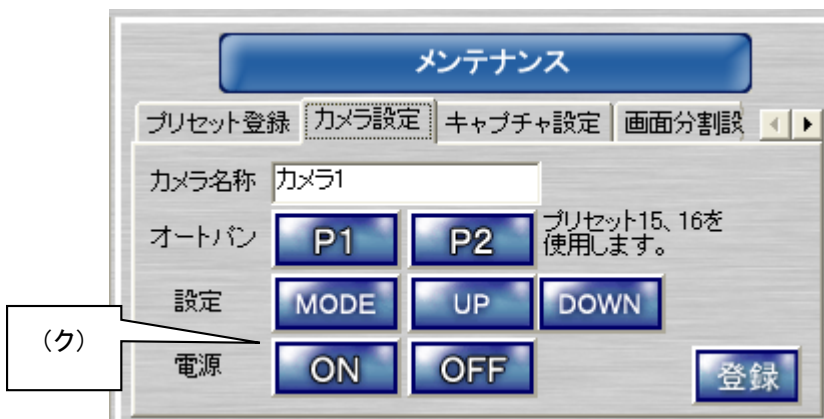 メンテナンス
プリセット登録 カメラ設定 キャプチャ設定 画面分割設
カメラ名称 カメラ1
オートパン P1 P2 プリセット15、16を
使用します。
設定 MODE UP DOWN
(ク)
電源 ON OFF 登録